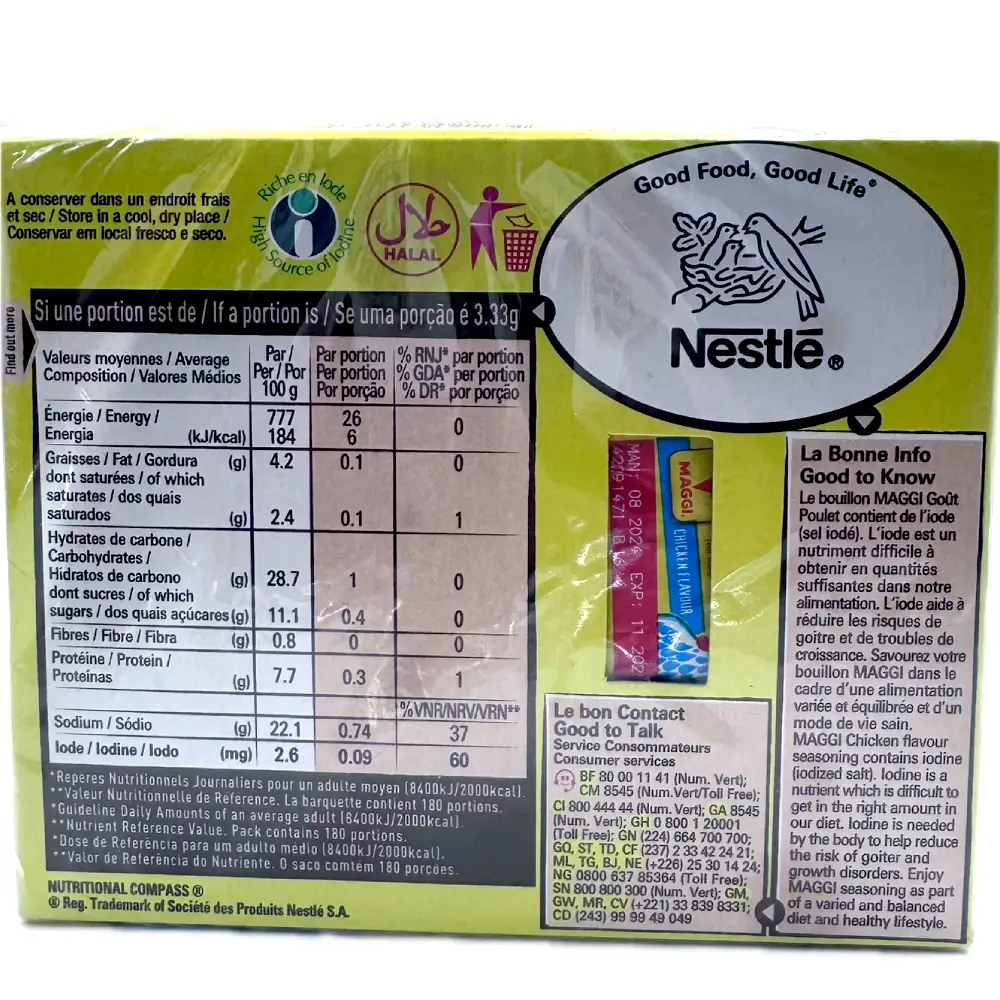 A conserver dans un endroit frais
et sec / Store in a cool, dry place /
Conservar em local fresco e seco.
Riche en Iode
High Source of Iodine
حلال
HALAL
Good Food, Good Life®
Nestlé®
Find out more
Si une portion est de / If a portion is / Se uma porção é 3.33g
Valeurs moyennes / Average
Composition / Valores Médios
Par /
Per / Por
100 g
Par portion
Per portion
Por porção
% RNJ* par portion
% GDA* per portion
% DR* por porção
Énergie / Energy /
Energia (kJ/kcal)
777
184
26
6
0
Graisses / Fat / Gordura (g) 4.2 0.1 0
dont saturées / of which
saturates / dos quais
saturados (g) 2.4 0.1 1
Hydrates de carbone /
Carbohydrates /
Hidratos de carbono (g) 28.7 1 0
dont sucres / of which
sugars / dos quais açúcares (g) 11.1 0.4 0
Fibres / Fibre / Fibra (g) 0.8 0 0
Protéine / Protein /
Proteínas (g) 7.7 0.3 1
%VNR/NRV/VRN**
Sodium / Sódio (g) 22.1 0.74 37
Iode / Iodine / Iodo (mg) 2.6 0.09 60
*Reperes Nutritionnels Journaliers pour un adulte moyen (8400kJ/2000kcal).
**Valeur Nutritionnelle de Reference. La barquette contient 180 portions.
*Guideline Daily Amounts of an average adult (8400kJ/2000kcal).
**Nutrient Reference Value. Pack contains 180 portions.
*Dose de Referência para um adulto médio (8400kJ/2000kcal).
**Valor de Referência do Nutriente. O saco comtém 180 porcões.
NUTRITIONAL COMPASS ®
® Reg. Trademark of Société des Produits Nestlé S.A.
MAN: 08 2024 EXP: 11 202
MAGGI.
CHICKEN FLAVOUR
Le bon Contact
Good to Talk
Service Consommateurs
Consumer services
BF 80 00 11 41 (Num. Vert);
CM 8545 (Num.Vert/Toll Free);
CI 800 444 44 (Num. Vert); GA 8545
(Num. Vert); GH 0 800 1 20001
(Toll Free); GN (224) 664 700 700;
GQ, ST, TD, CF (237) 2 33 42 24 21;
ML, TG, BJ, NE (+226) 25 30 14 24;
NG 0800 637 85364 (Toll Free);
SN 800 800 300 (Num. Vert); GM,
GW, MR, CV (+221) 33 839 8331;
CD (243) 99 99 49 049
La Bonne Info
Good to Know
Le bouillon MAGGI Goût
Poulet contient de l'iode
(sel iodé). L'iode est un
nutriment difficile à
obtenir en quantités
suffisantes dans notre
alimentation. L'iode aide à
réduire les risques de
goitre et de troubles de
croissance. Savourez votre
bouillon MAGGI dans le
cadre d'une alimentation
variée et équilibrée et d'un
mode de vie sain.
MAGGI Chicken flavour
seasoning contains iodine
(iodized salt). Iodine is a
nutrient which is difficult to
get in the right amount in
our diet. Iodine is needed
by the body to help reduce
the risk of goiter and
growth disorders. Enjoy
MAGGI seasoning as part
of a varied and balanced
diet and healthy lifestyle.